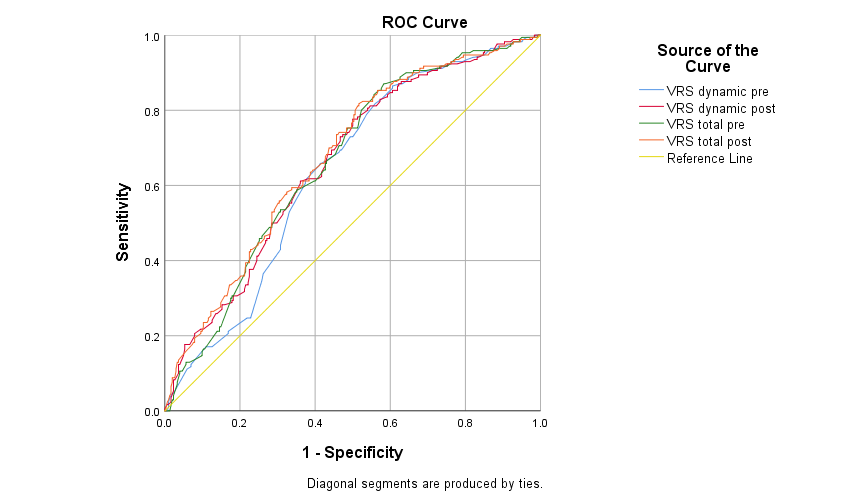 ROC Curve
Source of the
Curve
VRS dynamic pre
VRS dynamic post
VRS total pre
VRS total post
Reference Line
Sensitivity
1.0
0.8
0.6
0.4
0.2
0.0
0.0 0.2 0.4 0.6 0.8 1.0
1 - Specificity
Diagonal segments are produced by ties.